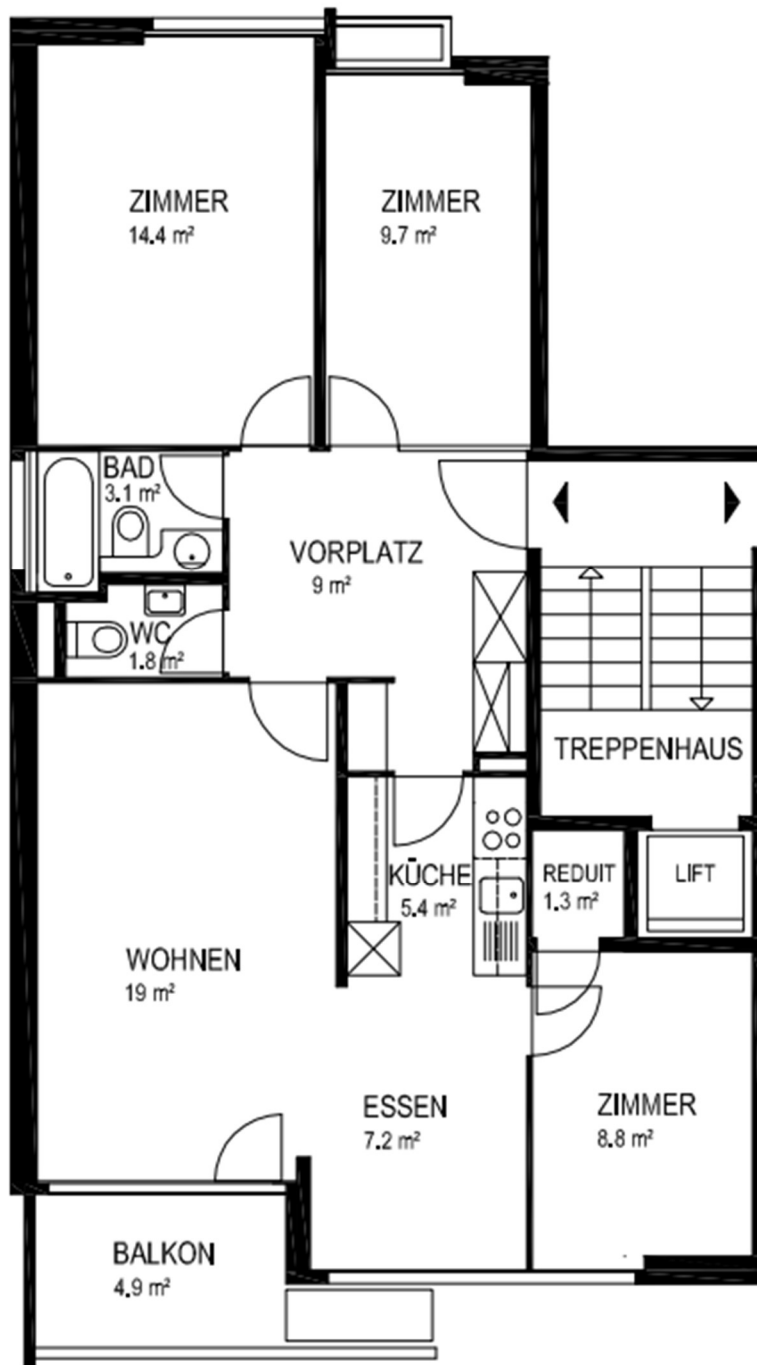 ZIMMER
14.4 m²
ZIMMER
9.7 m²
BAD
3.1 m²
VORPLATZ
9 m²
WC
1.8 m²
TREPPENHAUS
KÜCHE
5.4 m²
REDUIT
1.3 m²
LIFT
WOHNEN
19 m²
ESSEN
7.2 m²
ZIMMER
8.8 m²
BALKON
4.9 m²